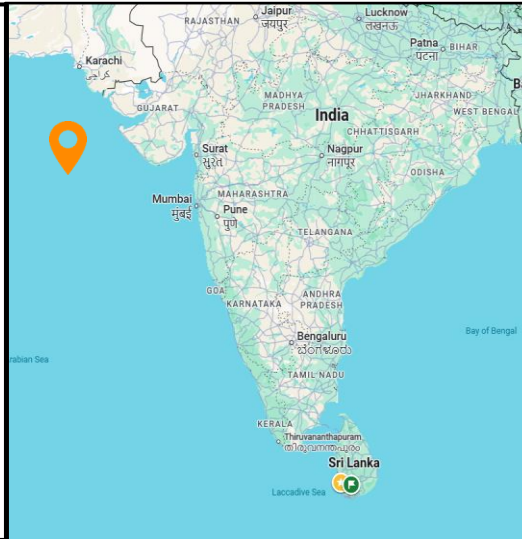 Jaipur
जयपुर
Lucknow
लखनऊ
RAJASTHAN
Patna
पटना
BIHAR
Karachi
کراچی
MADHYA
PRADESH
JHARKHAND
GUJARAT
India
WEST BENGAL
CHHATTISGARH
Surat
સુરત
Nagpur
नागपूर
ODISHA
Mumbai
मुंबई
MAHARASHTRA
Pune
पुणे
TELANGANA
GOA
KARNATAKA
ANDHRA
PRADESH
Bay of Bengal
Bengaluru
ಬೆಂಗಳೂರು
rabian Sea
TAMIL NADU
KERALA
Thiruvananthapuram
തിരുവനന്തപുരം
Sri Lanka
Laccadive Sea